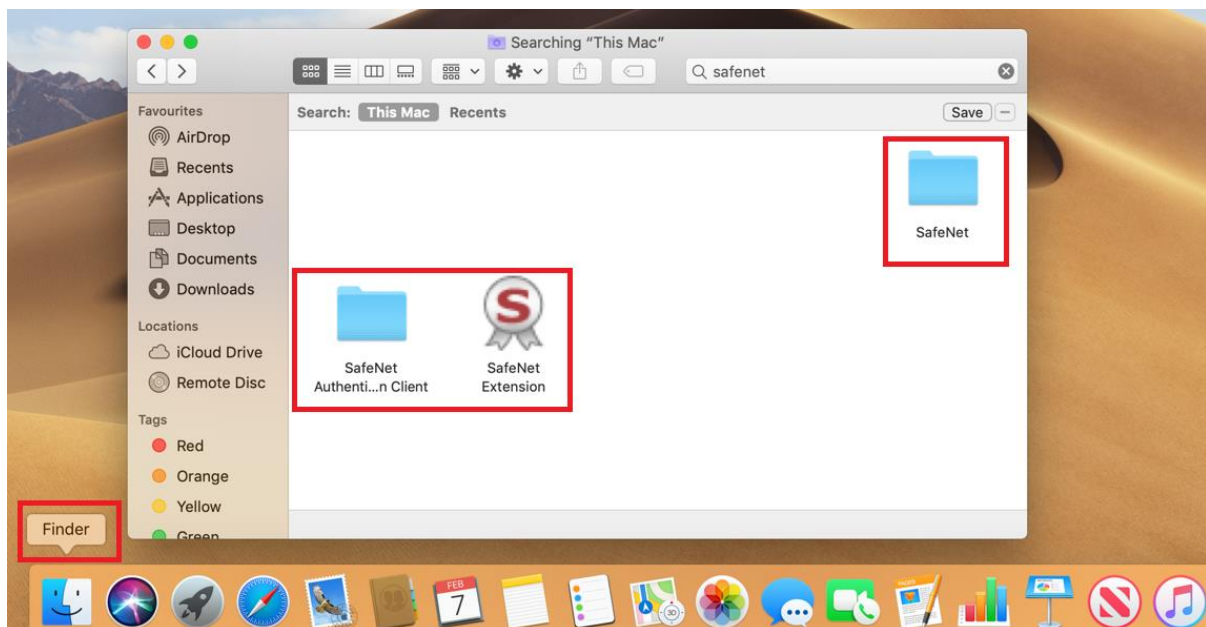 Searching "This Mac"
safenet
Favourites
AirDrop
Recents
Applications
Desktop
Documents
Downloads
Locations
iCloud Drive
Remote Disc
Tags
Red
Orange
Yellow
Green
Search: This Mac Recents
Save
SafeNet
S
SafeNet
Authenti...n Client
SafeNet
Extension
Finder
FEB
7
3D